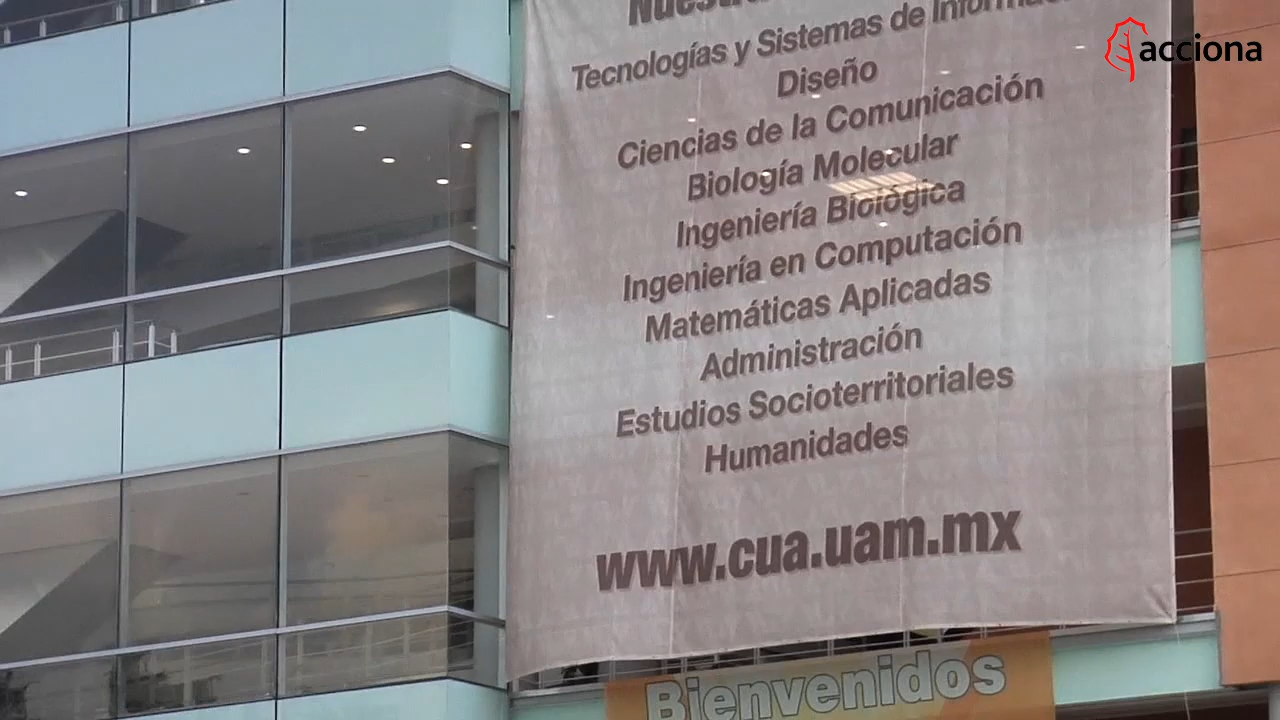 acciona
Tecnologías y Sistemas de
Diseño
Ciencias de la Comunicación
Biología Molecular
Ingeniería Biológica
Ingeniería en Computación
Matemáticas Aplicadas
Administración
Estudios Socioterritoriales
Humanidades
www.cua.uam.mx
Bienvenidos